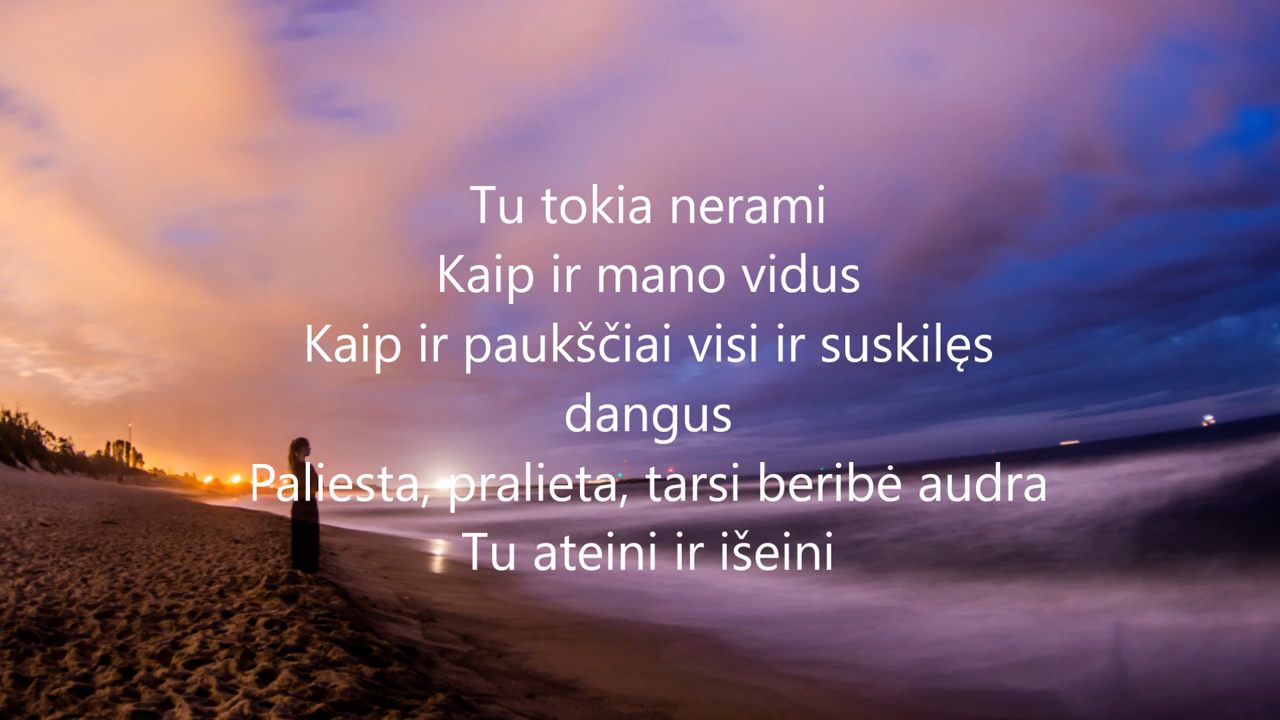 Tu tokia nerami
Kaip ir mano vidus
Kaip ir paukščiai visi ir suskilęs
dangus
Paliesta, pralieta, tarsi beribė audra
Tu ateini ir išeini